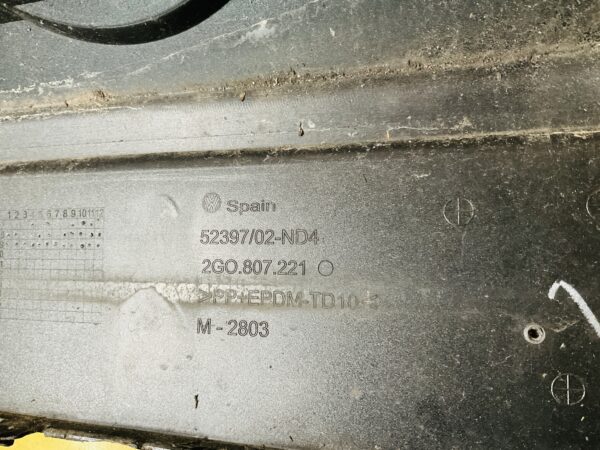 1 2 3 4 5 6 7 8 9 10 11 12
Spain
52397/02-ND4
2G0.807.221
>PP+EPDM-TD10<
M - 2803